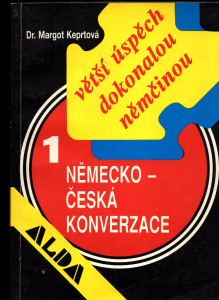 Dr. Margot Keprtová
větší úspěch
dokonalou
němčinou
1
NĚMECKO –
ČESKÁ
KONVERZACE
ALDA